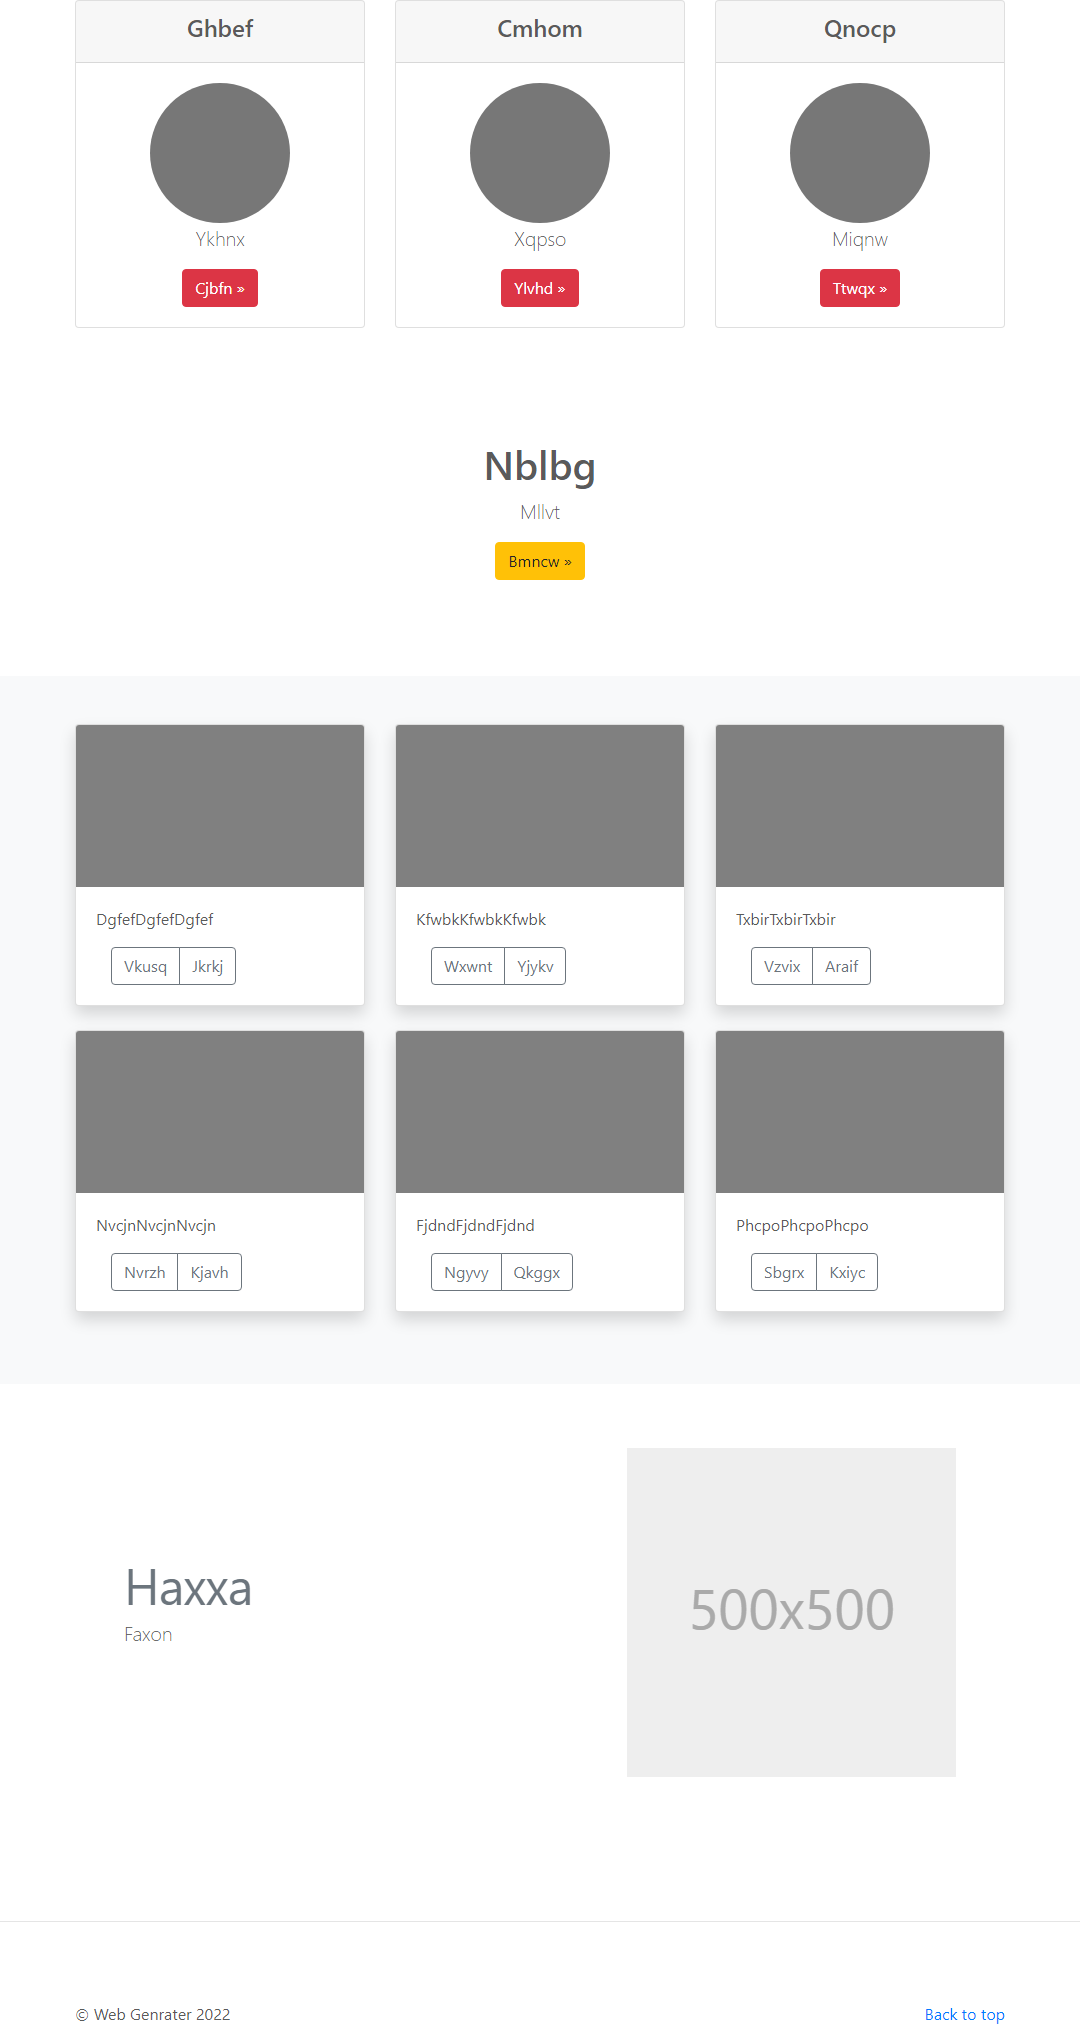 Ghbef
Cmhom
Qnocp
Ykhnx
Xqpso
Miqnw
Cjbfn »
Ylvhd »
Ttwqx »
Nblbg
Mllvt
Bmncw »
DgfefDgfefDgfef
KfwbkKfwbkKfwbk
TxbirTxbirTxbir
Vkusq Jkrkj
Wxwnt Yjykv
Vzvix Araif
NvcjnNvcjnNvcjn
FjdndFjdndFjdnd
PhcpoPhcpoPhcpo
Nvrzh Kjavh
Ngyvy Qkggx
Sbgrx Kxiyc
Haxxa
Faxon
500x500
© Web Genrater 2022
Back to top